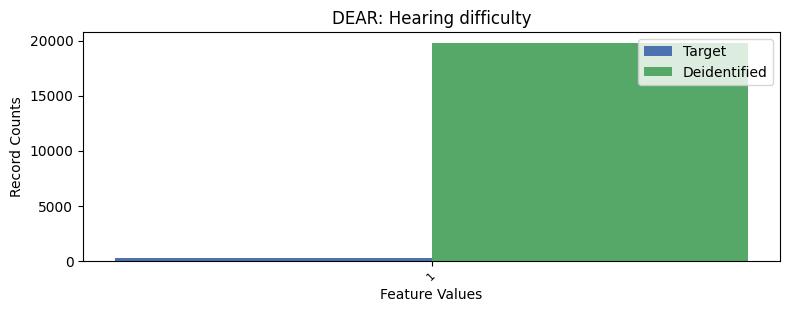 DEAR: Hearing difficulty
Target
Deidentified
20000
15000
10000
5000
0
Record Counts
1
Feature Values